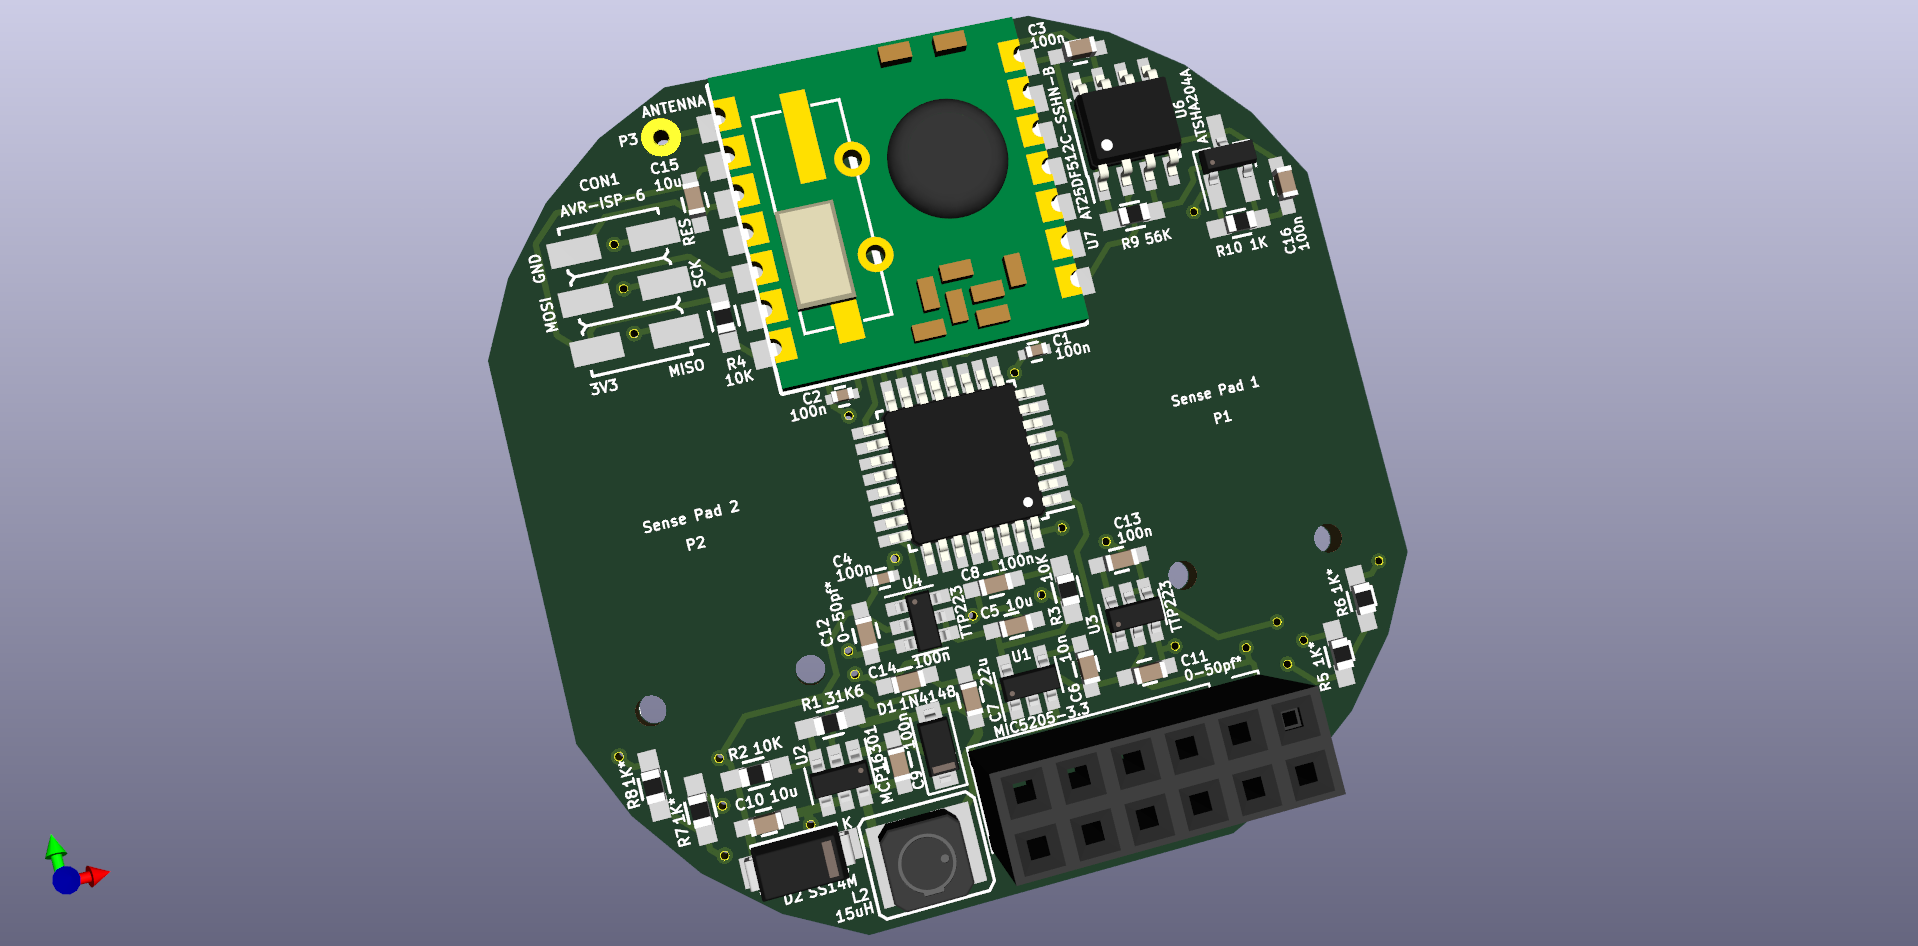 C3
100n
ANTENNA
P3
C15
10u
CON1
AVR-ISP-6
RES
GND
SCK
MOSI
MISO
3V3
R4
10K
AT25DF512C-SSHN-B
U7
U6
ATSHA204A
R9 56K
R10 1K
C16
100n
C1
100n
C2
100n
Sense Pad 1
P1
Sense Pad 2
P2
C13
100n
C4
100n
U4
C8
100n
10K
R3
TTP223
C5 10u
U3
TTP223
C12
0-50pf*
C14
100n
U1
10n
C6
22u
C7
MIC5205-3.3
C11
0-50pf*
R6 1K*
R5 1K*
R1 31K6
D1 1N4148
R2 10K
U2
MCP16301
100n
C9
C10 10u
R8 1K*
R7 1K*
K
D2 SS14M
L2
15uH